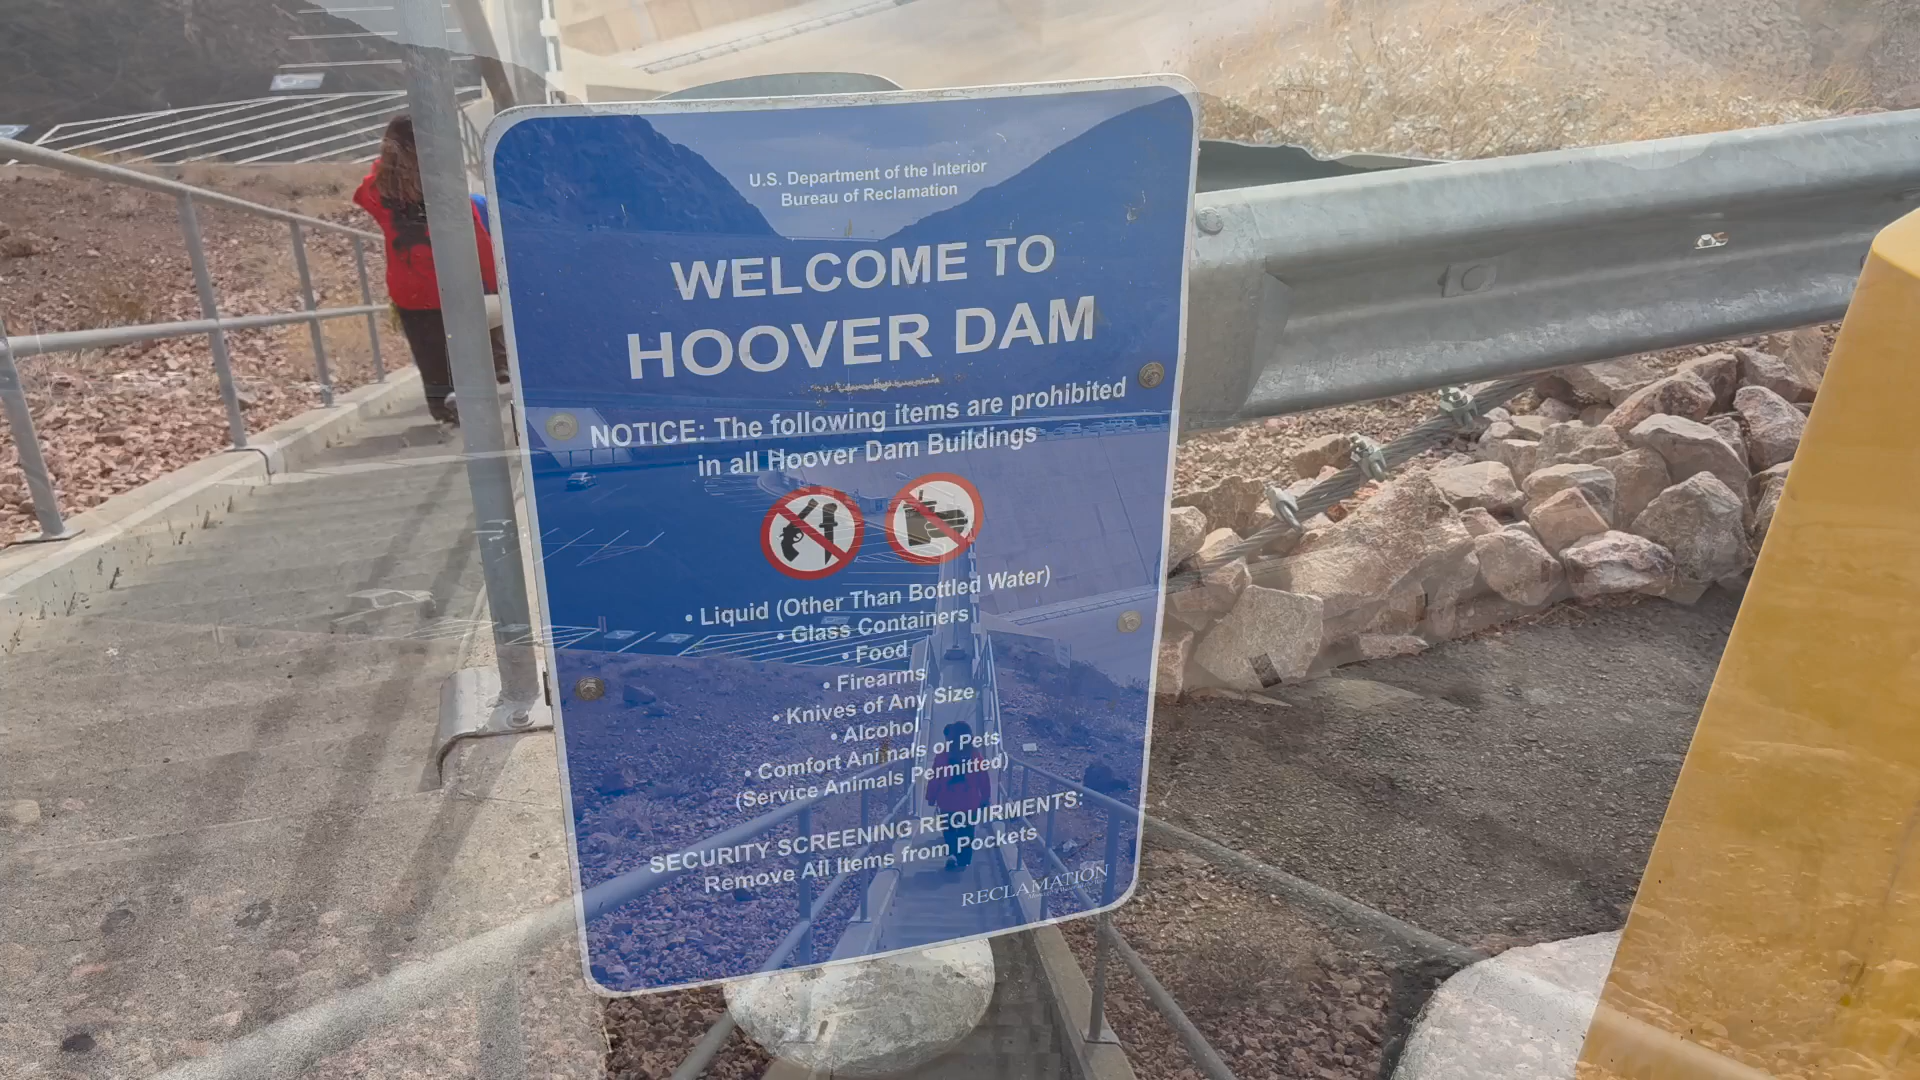 U.S. Department of the Interior
Bureau of Reclamation
WELCOME TO
HOOVER DAM
NOTICE: The following items are prohibited
in all Hoover Dam Buildings
• Liquid (Other Than Bottled Water)
• Glass Containers
• Food
• Firearms
• Knives of Any Size
• Alcohol
• Comfort Animals or Pets
(Service Animals Permitted)
SECURITY SCREENING REQUIRMENTS:
Remove All Items from Pockets
RECLAMATION